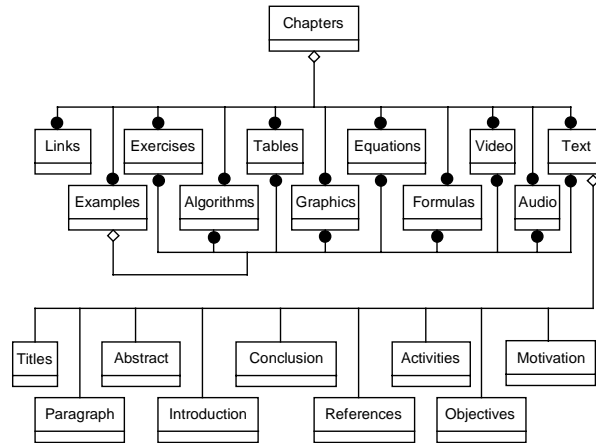 Chapters
Links
Exercises
Tables
Equations
Video
Text
Examples
Algorithms
Graphics
Formulas
Audio
Titles
Abstract
Conclusion
Activities
Motivation
Paragraph
Introduction
References
Objectives